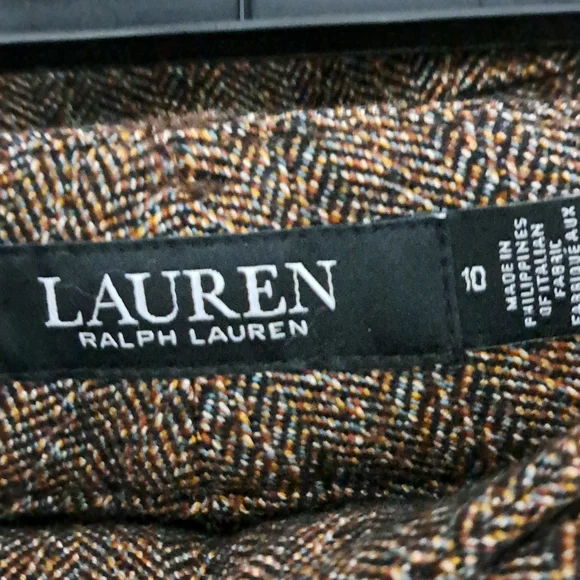 LAUREN
RALPH LAUREN
10
MADE IN
PHILIPPINES
OF ITALIAN
FABRIC
FABRIQUE AUX